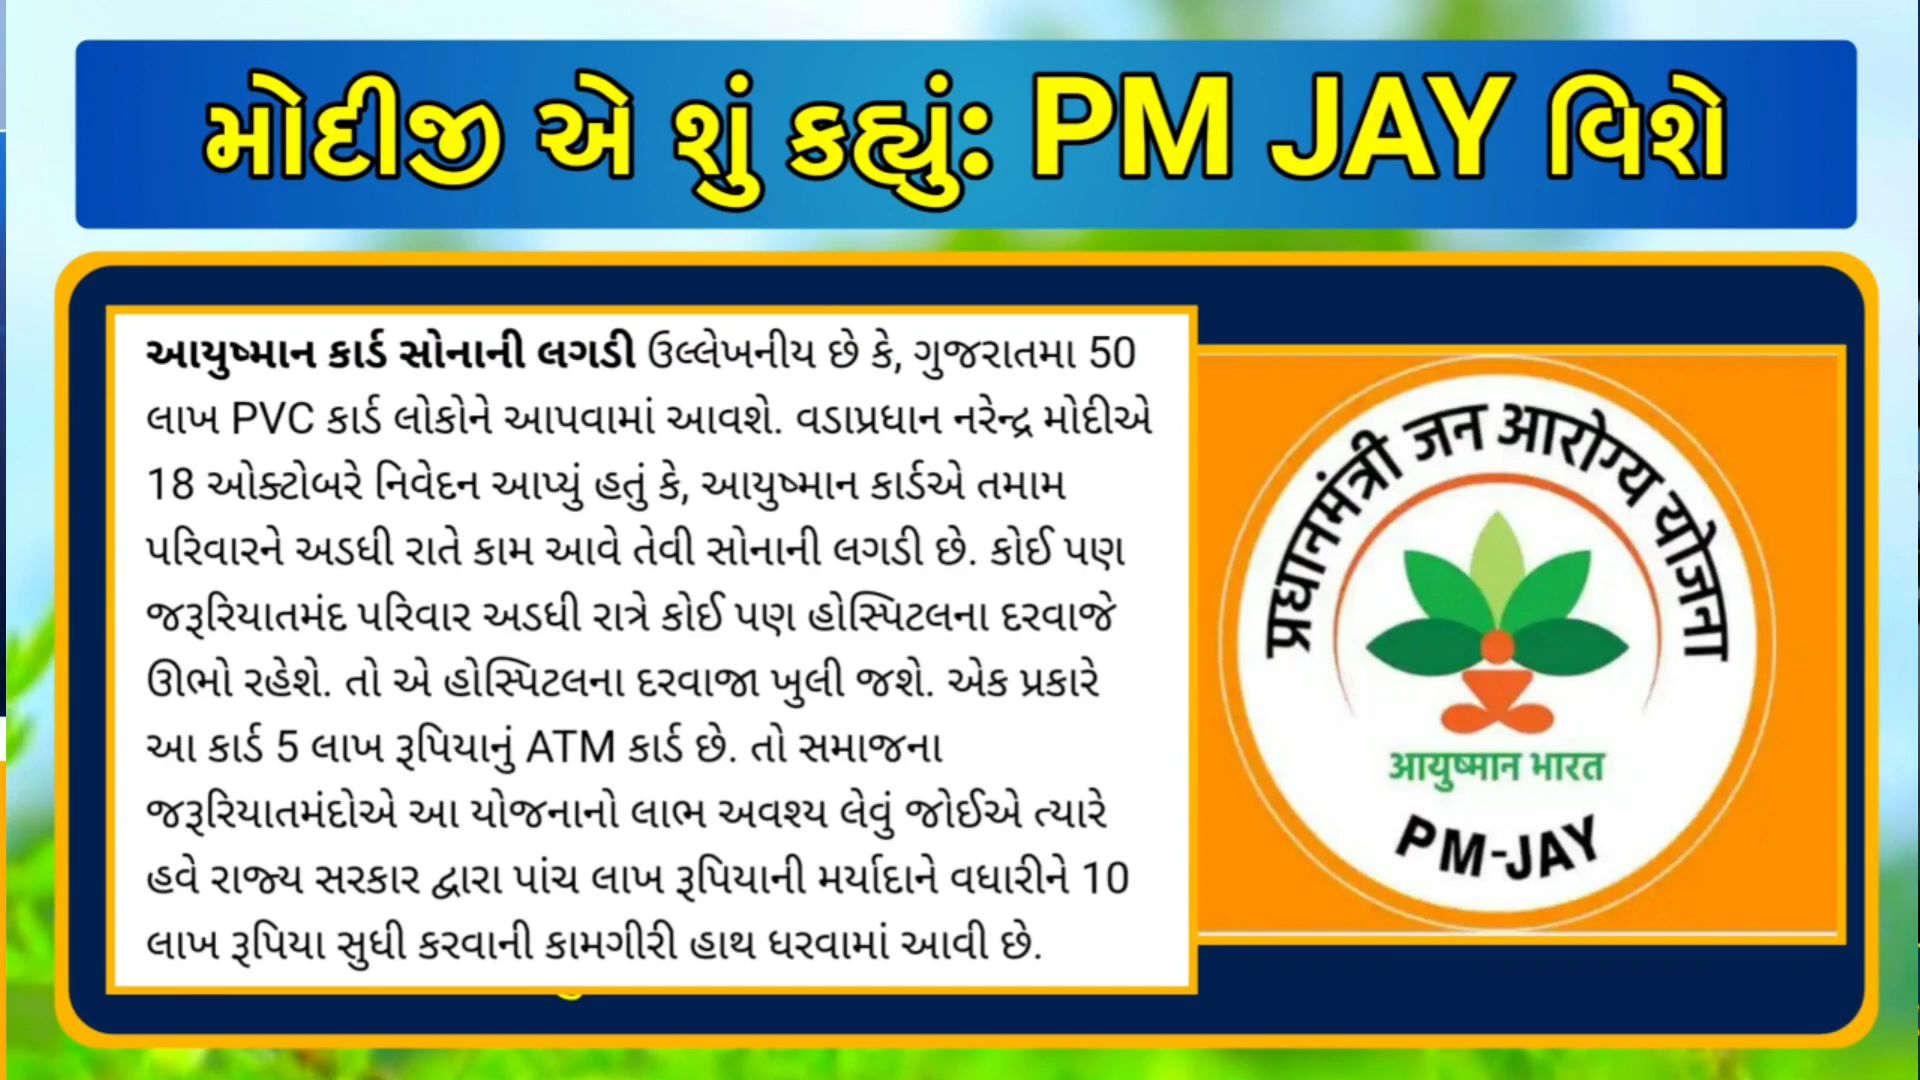 મોદીજી એ શું કહ્યું: PM JAY વિશે
આયુષ્માન કાર્ડ સોનાની લગડી ઉલ્લેખનીય છે કે, ગુજરાતમા 50
લાખ PVC કાર્ડ લોકોને આપવામાં આવશે. વડાપ્રધાન નરેન્દ્ર મોદીએ
18 ઓક્ટોબરે નિવેદન આપ્યું હતું કે, આયુષ્માન કાર્ડએ તમામ
પરિવારને અડધી રાતે કામ આવે તેવી સોનાની લગડી છે. કોઈ પણ
જરૂરિયાતમંદ પરિવાર અડધી રાત્રે કોઈ પણ હોસ્પિટલના દરવાજે
ઊભો રહેશે. તો એ હોસ્પિટલના દરવાજા ખુલી જશે. એક પ્રકારે
આ કાર્ડ 5 લાખ રૂપિયાનું ATM કાર્ડ છે. તો સમાજના
જરૂરિયાતમંદોએ આ યોજનાનો લાભ અવશ્ય લેવું જોઈએ ત્યારે
હવે રાજ્ય સરકાર દ્વારા પાંચ લાખ રૂપિયાની મર્યાદાને વધારીને 10
લાખ રૂપિયા સુધી કરવાની કામગીરી હાથ ધરવામાં આવી છે.
प्रधानमंत्री जन आरोग्य योजना
आयुष्मान भारत
PM-JAY